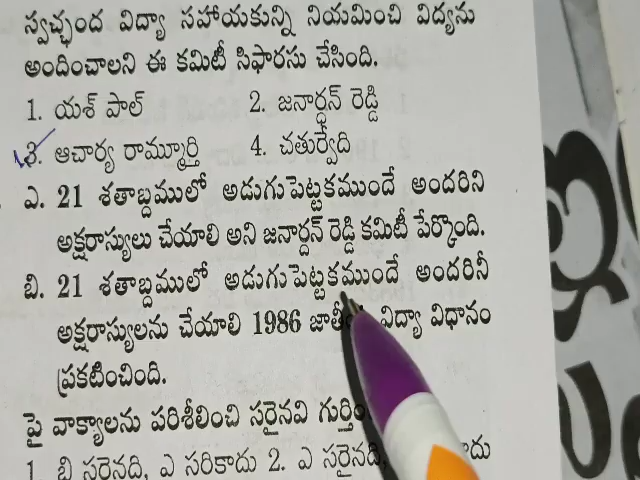 స్వచ్ఛంద విద్యా సహాయకున్ని నియమించి విద్యను
అందించాలని ఈ కమిటీ సిఫారసు చేసింది.
1. యశ్ పాల్ 2. జనార్ధన్ రెడ్డి
3. ఆచార్య రామ్మూర్తి 4. చతుర్వేది
ఎ. 21 శతాబ్దములో అడుగుపెట్టకముందే అందరిని
అక్షరాస్యులు చేయాలి అని జనార్దన్ రెడ్డి కమిటీ పేర్కొంది.
బి. 21 శతాబ్దములో అడుగుపెట్టకముందే అందరినీ
అక్షరాస్యులను చేయాలి 1986 విద్యా విధానం
ప్రకటించింది.
పై వాక్యాలను పరిశీలించి సరైనవి
1. బి సరైనది, ఎ సరికాదు 2. ఎ సరైనది,